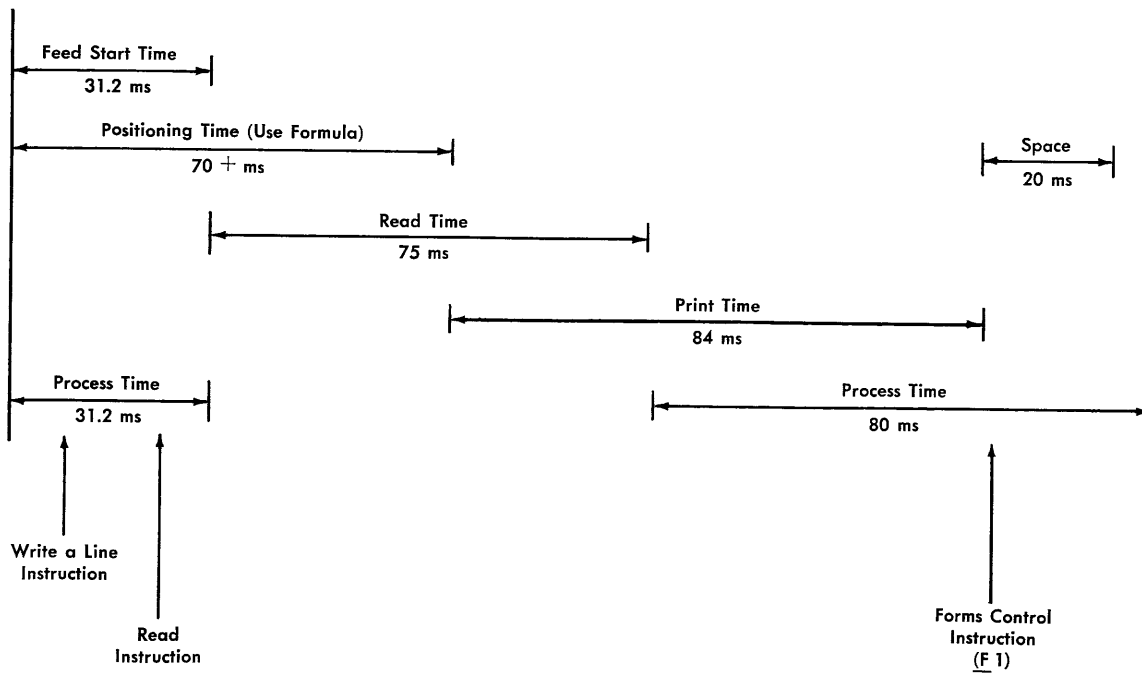 Feed Start Time
31.2 ms
Positioning Time (Use Formula)
70 + ms
Space
20 ms
Read Time
75 ms
Print Time
84 ms
Process Time
31.2 ms
Process Time
80 ms
Write a Line
Instruction
Read
Instruction
Forms Control
Instruction
(F 1)